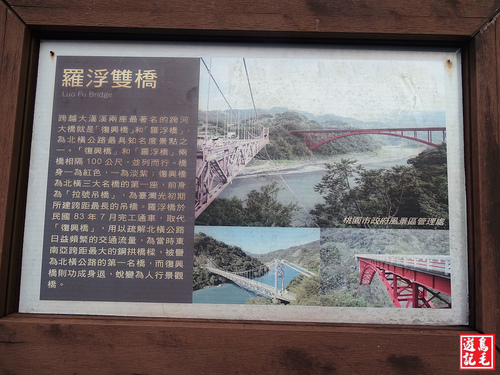 羅浮雙橋
Luo Fu Bridge
跨越大漢溪兩座最著名的跨河
大橋就是「復興橋」和「羅浮橋」，
為北橫公路最具知名度景點之
一。「復興橋」和「羅浮橋」兩
橋相隔100公尺，並列而行。橋
身一為紅色，一為淡紫，復興橋
為北橫三大名橋的第一座，前身
為「拉號吊橋」，為臺灣光初期
所建跨距最長的吊橋。羅浮橋於
民國83年7月完工通車，取代
「復興橋」，用以疏解北橫公路
日益頻繁的交通流量，為當時東
南亞跨距最大的鋼拱橋樑，被譽
為北橫公路的第一名橋，而復興
橋則功成身退，蛻變為人行景觀
橋。
桃園市政府風景區管理處
萬毛
遊記